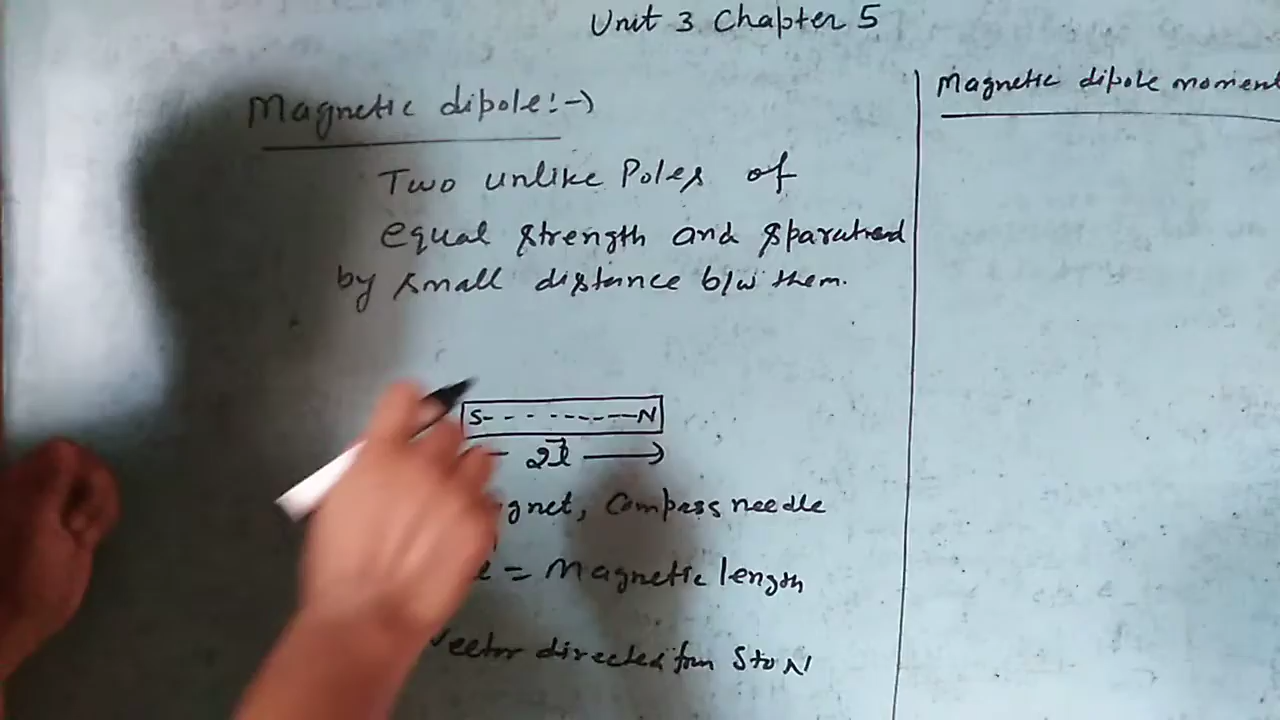 Unit 3 Chapter 5
Magnetic dipole:→
Two unlike Poles of
equal strength and sparated
by small distance b/w them.
S N
2l
gnet, Compass needle
= Magnetic length
Vector directed from S to N
Magnetic dipole moment